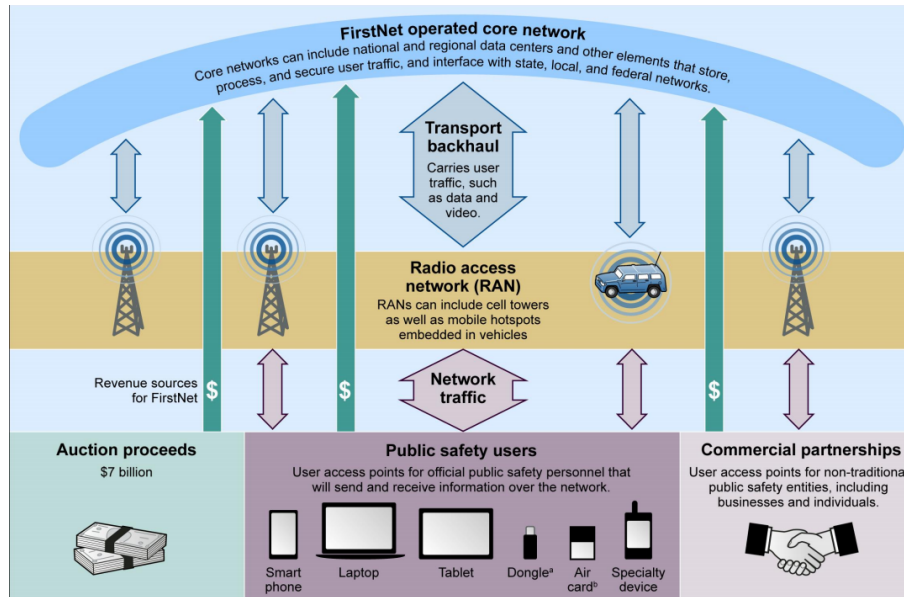 FirstNet operated core network
Core networks can include national and regional data centers and other elements that store,
process, and secure user traffic, and interface with state, local, and federal networks.
Transport
backhaul
Carries user
traffic, such
as data and
video.
Radio access
network (RAN)
RANs can include cell towers
as well as mobile hotspots
embedded in vehicles
Revenue sources
for FirstNet
$
$
Network
traffic
$
Auction proceeds
$7 billion
Public safety users
User access points for official public safety personnel that
will send and receive information over the network.
Smart
phone
Laptop
Tablet
Dongleᵃ
Air
cardᵇ
Specialty
device
Commercial partnerships
User access points for non-traditiona
public safety entities, including
businesses and individuals.